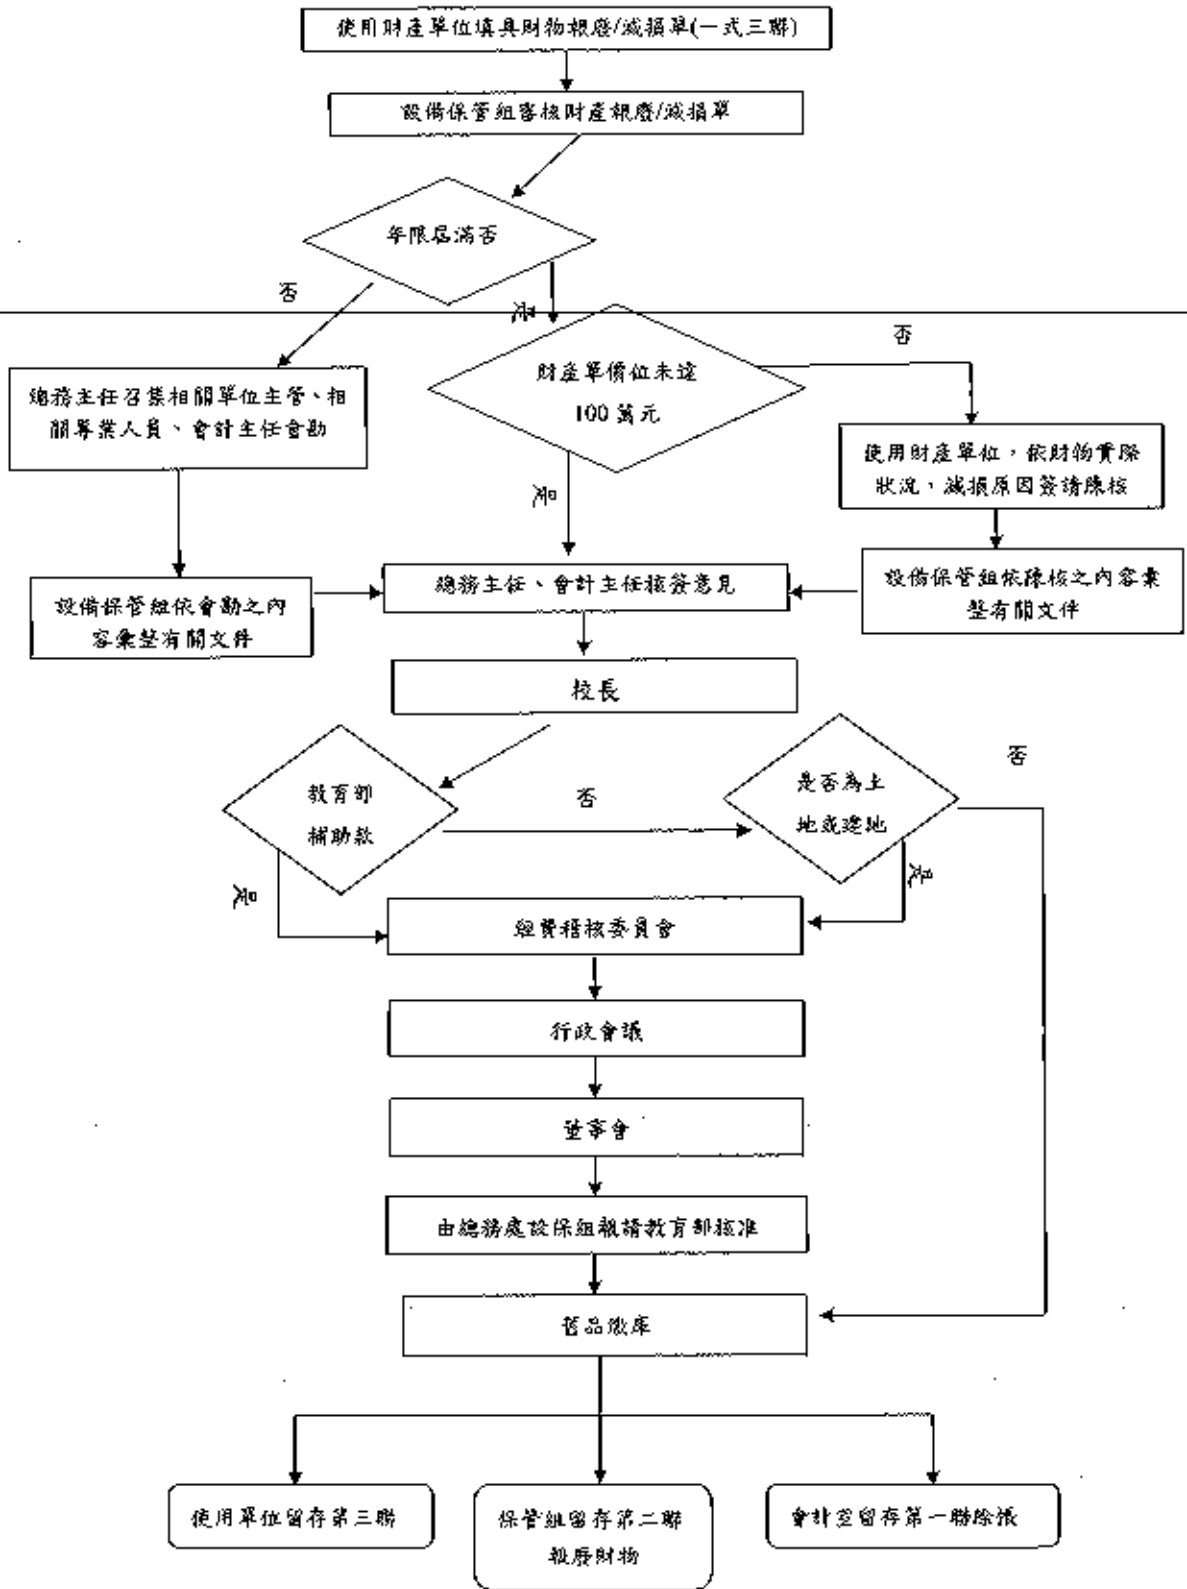 使用財產單位填具財物報廢/減損單(一式三聯)
設備保管組審核財產報廢/減損單
年限屆滿否
否
是
否
財產單價位未達
100 萬元
總務主任召集相關單位主管、相
關專業人員、會計主任會勘
使用財產單位，依財物實際
狀況，減損原因簽請陳核
是
總務主任、會計主任核簽意見
設備保管組依陳核之內容彙
整有關文件
設備保管組依會勘之內
容彙整有關文件
校長
教育部
補助款
否
是否為土
地或建地
否
是
是
經費稽核委員會
行政會議
董事會
由總務處設保組報請教育部核准
舊品繳庫
使用單位留存第三聯
保管組留存第二聯
報廢財物
會計室留存第一聯除帳